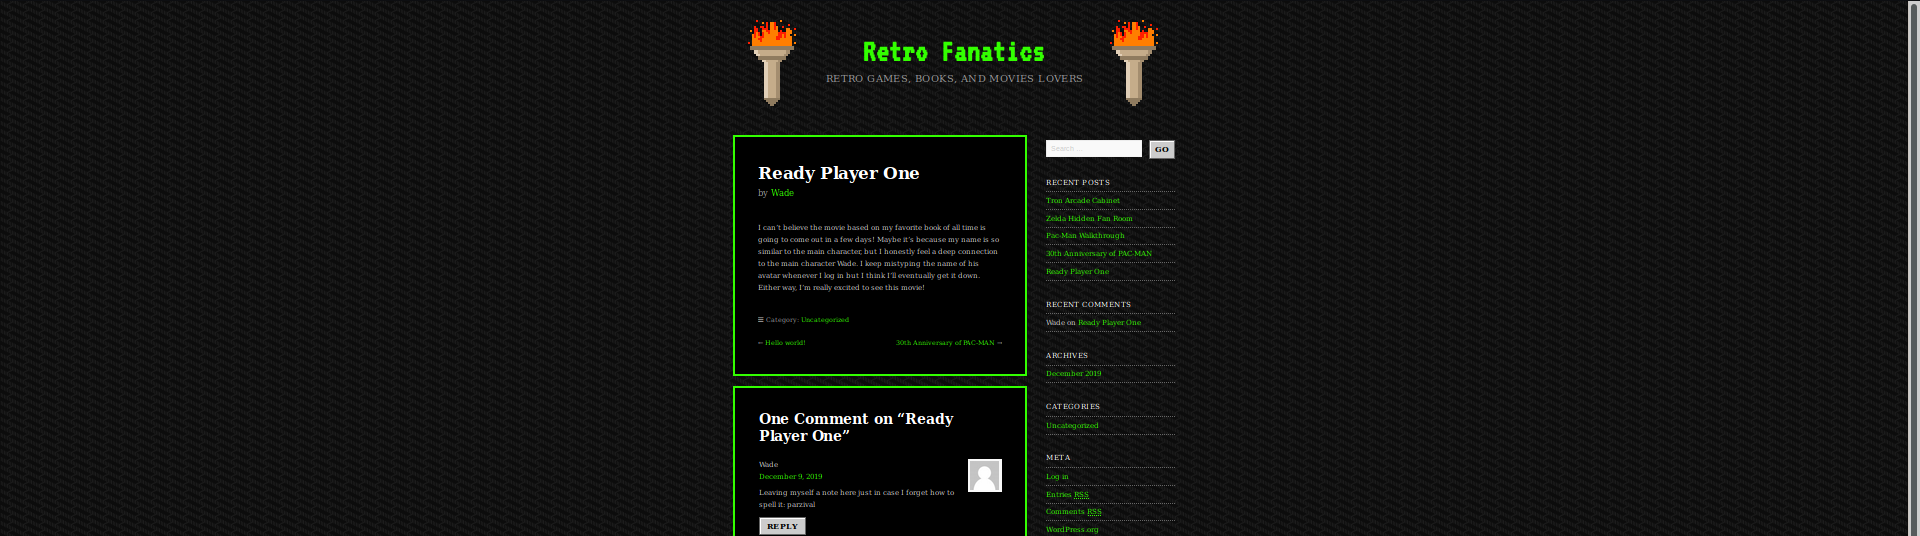 Retro Fanatics
RETRO GAMES, BOOKS, AND MOVIES LOVERS
Ready Player One
by Wade
I can't believe the movie based on my favorite book of all time is
going to come out in a few days! Maybe it's because my name is so
similar to the main character, but I honestly feel a deep connection
to the main character Wade. I keep mistyping the name of his
avatar whenever I log in but I think I'll eventually get it down.
Either way, I'm really excited to see this movie!
☰ Category: Uncategorized
← Hello world!
30th Anniversary of PAC-MAN →
One Comment on “Ready
Player One”
Wade
December 9, 2019
Leaving myself a note here just in case I forget how to
spell it: parzival
REPLY
Search …
GO
RECENT POSTS
Tron Arcade Cabinet
Zelda Hidden Fan Room
Pac-Man Walkthrough
30th Anniversary of PAC-MAN
Ready Player One
RECENT COMMENTS
Wade on Ready Player One
ARCHIVES
December 2019
CATEGORIES
Uncategorized
META
Log in
Entries RSS
Comments RSS
WordPress.org